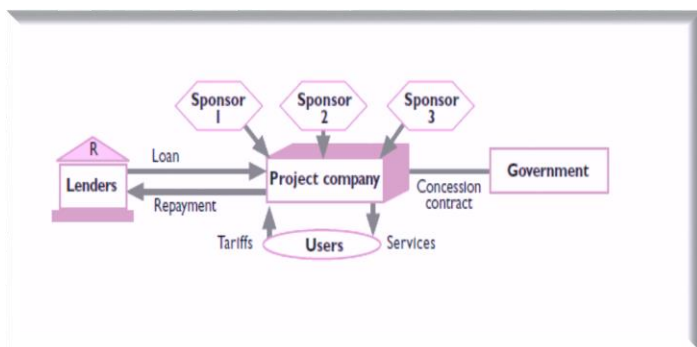 Sponsor
1
Sponsor
2
Sponsor
3
R
Lenders
Loan
Repayment
Project company
Concession
contract
Government
Tariffs
Users
Services